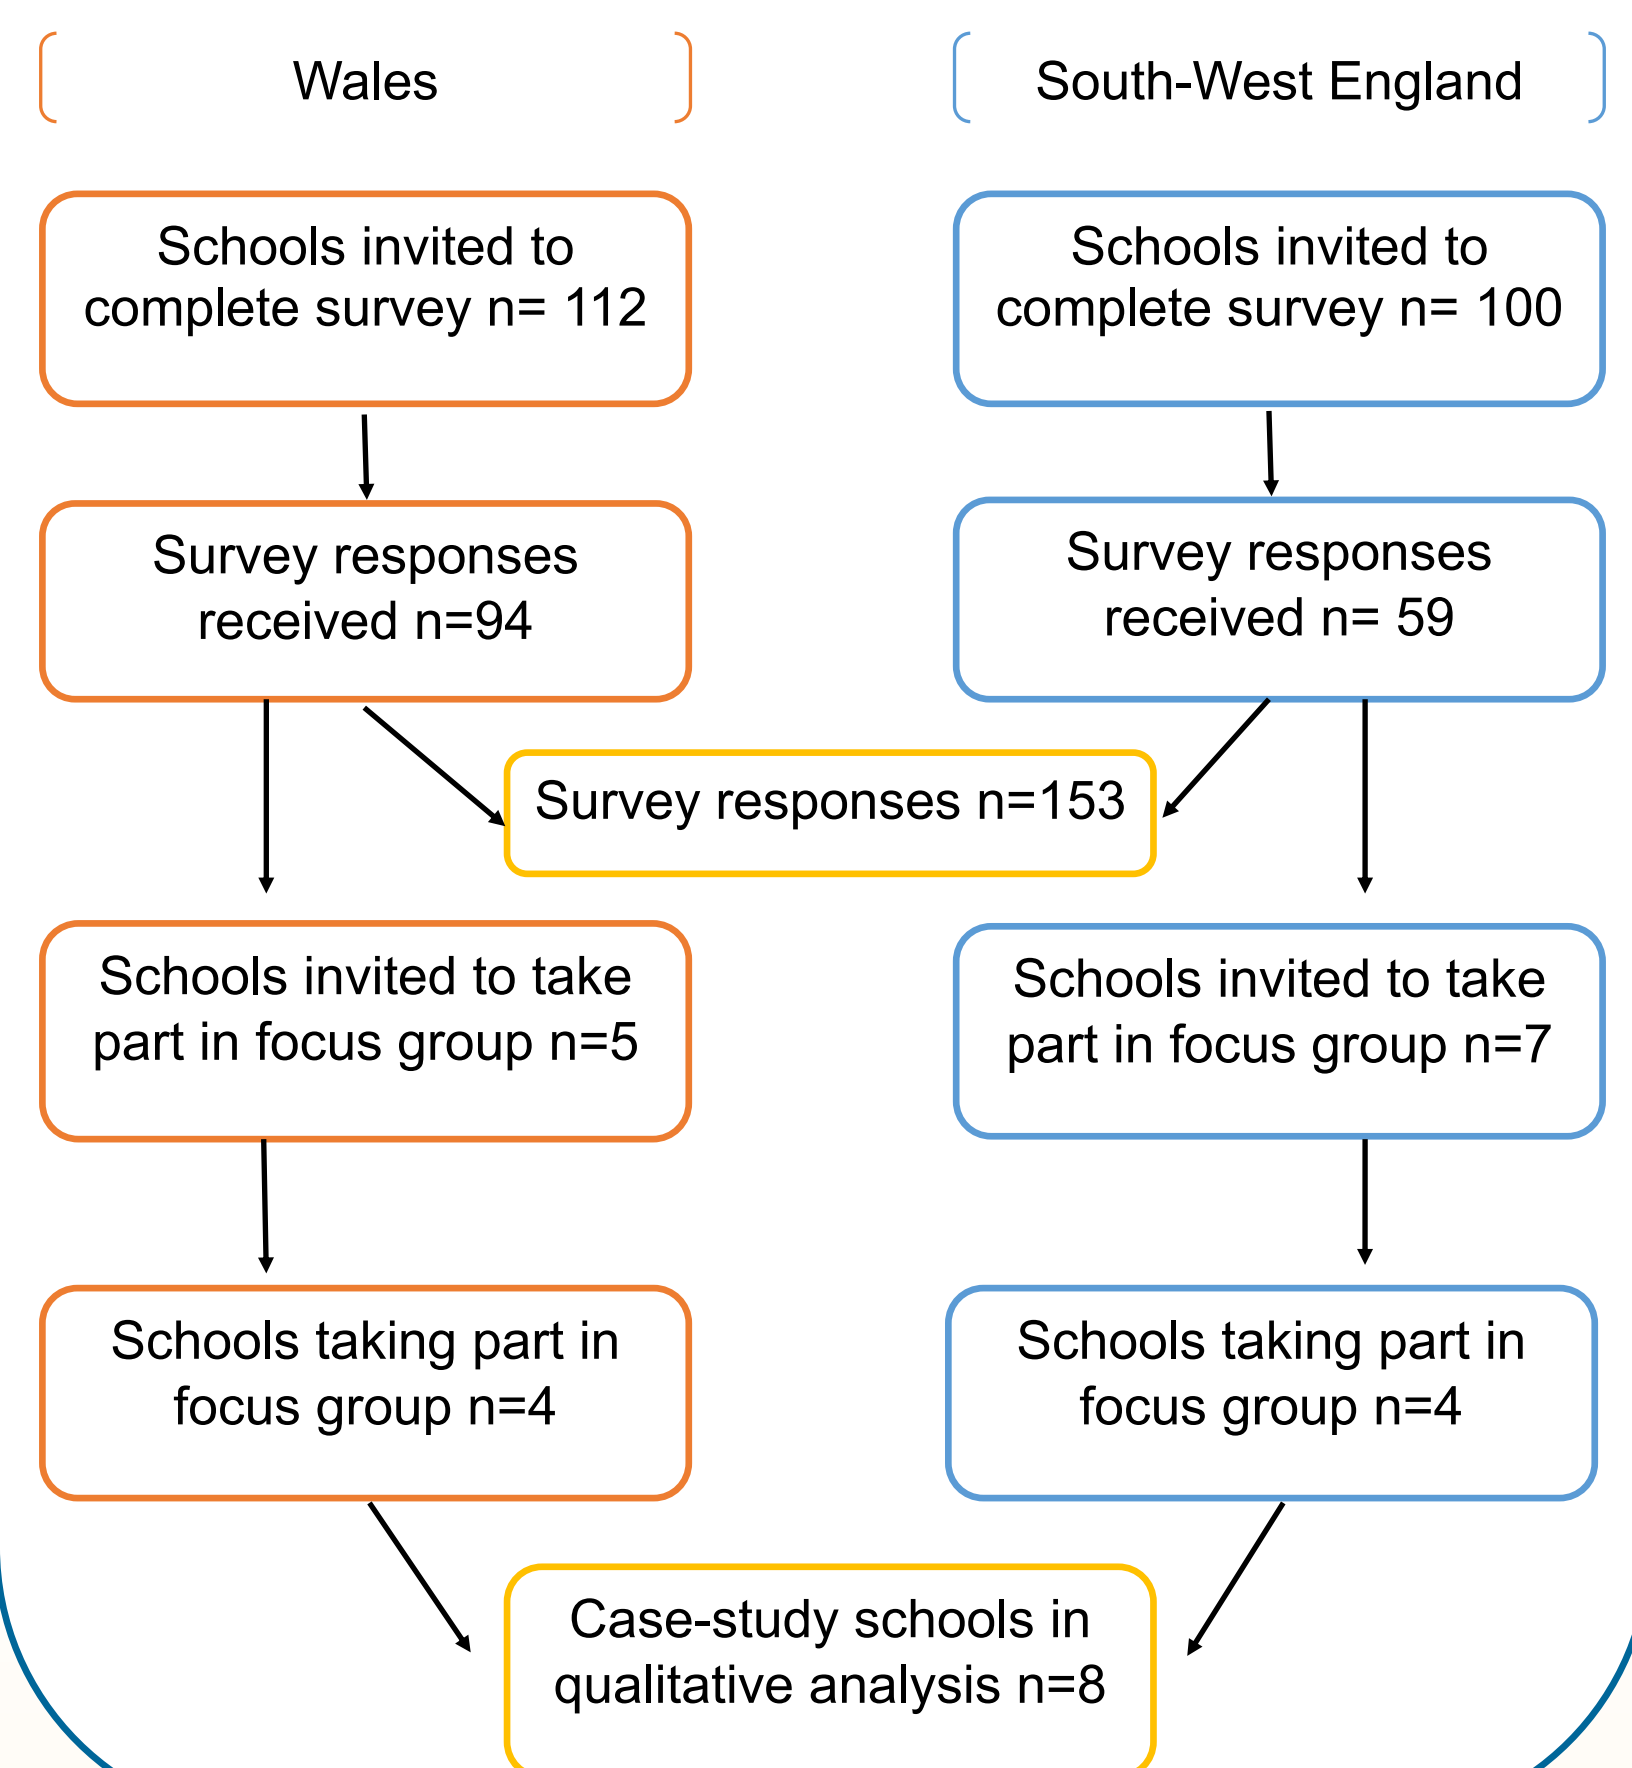 Wales
South-West England
Schools invited to
complete survey n= 112
Schools invited to
complete survey n= 100
Survey responses
received n=94
Survey responses
received n= 59
Survey responses n=153
Schools invited to take
part in focus group n=5
Schools invited to take
part in focus group n=7
Schools taking part in
focus group n=4
Schools taking part in
focus group n=4
Case-study schools in
qualitative analysis n=8